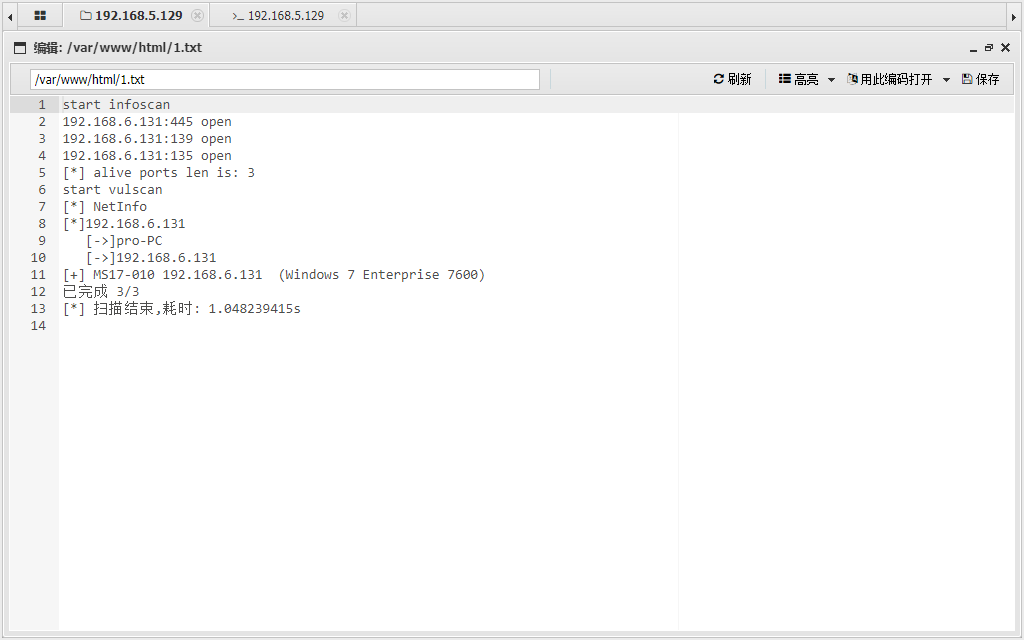 192.168.5.129
>_ 192.168.5.129
编辑: /var/www/html/1.txt
/var/www/html/1.txt
刷新
高亮
用此编码打开
保存
1 start infoscan
2 192.168.6.131:445 open
3 192.168.6.131:139 open
4 192.168.6.131:135 open
5 [*] alive ports len is: 3
6 start vulscan
7 [*] NetInfo
8 [*]192.168.6.131
9    [->]pro-PC
10    [->]192.168.6.131
11 [+] MS17-010 192.168.6.131  (Windows 7 Enterprise 7600)
12 已完成 3/3
13 [*] 扫描结束,耗时: 1.048239415s
14